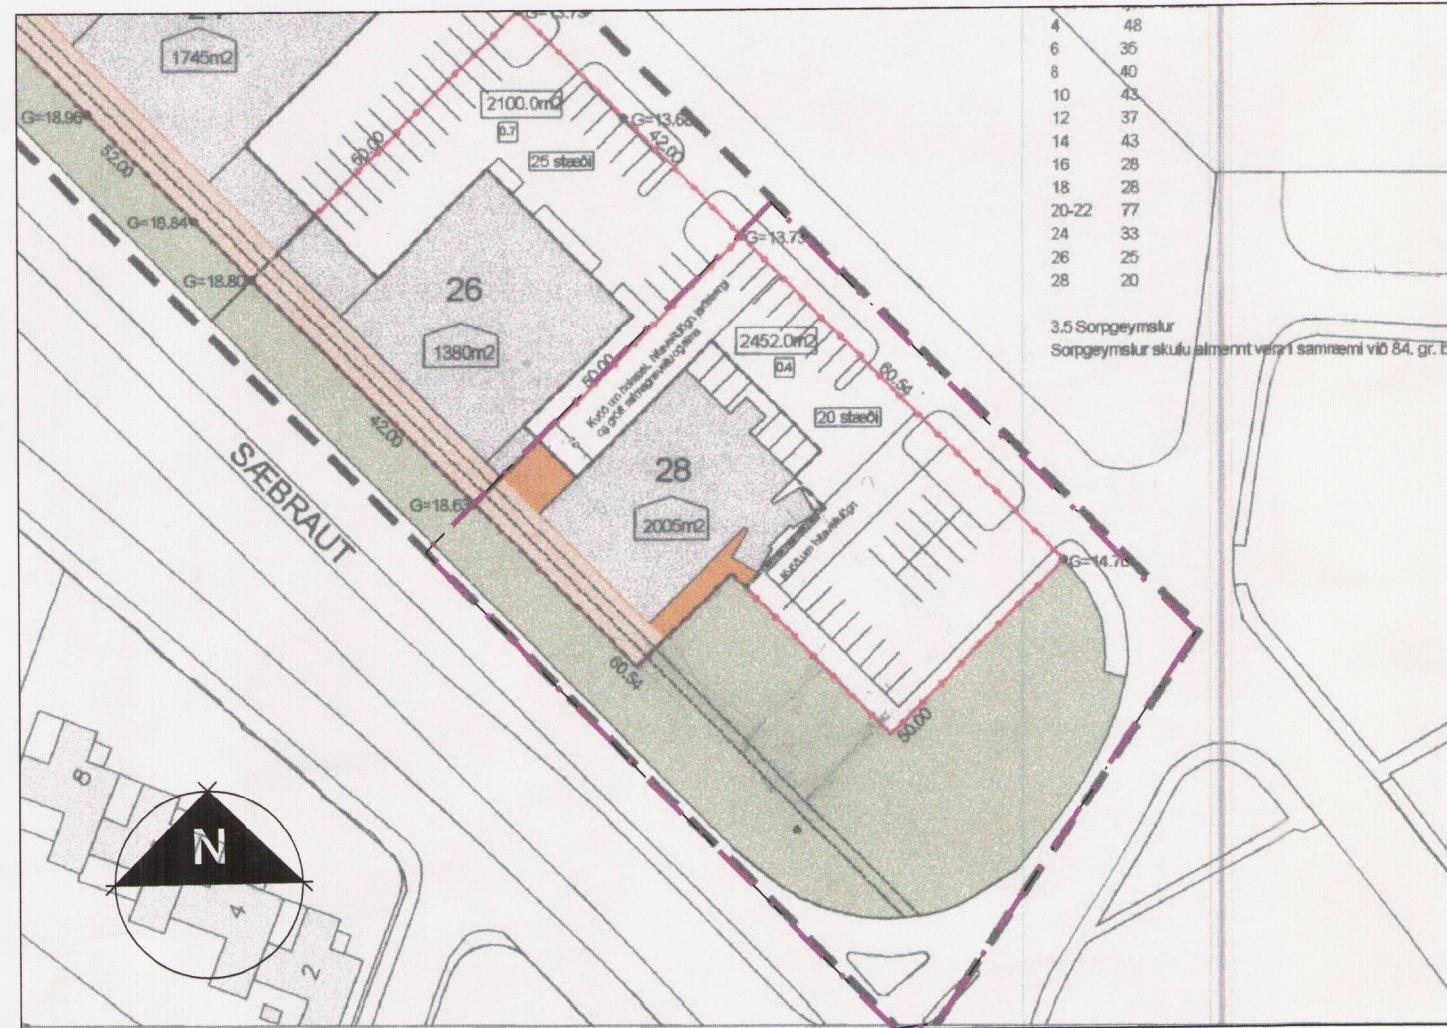 1745m2
G=18.96
52.00
G=18.84
G=18.80
60.00
2100.0m2
0.7
25 stæði
G=13.68
42.00
26
1380m2
G=13.73
50.00
2452.0m2
0.4
20 stæði
60.54
28
2005m2
G=18.63
42.00
SÆBRAUT
Kvöð um hitaveitulögn
60.54
50.00
8
N
4
2
4 48
6 35
8 40
10 43
12 37
14 43
16 28
18 28
20-22 77
24 33
26 25
28 20
3.5 Sorpgeymslur
Sorpgeymslur skulu almennt vera í samræmi við 84. gr. b